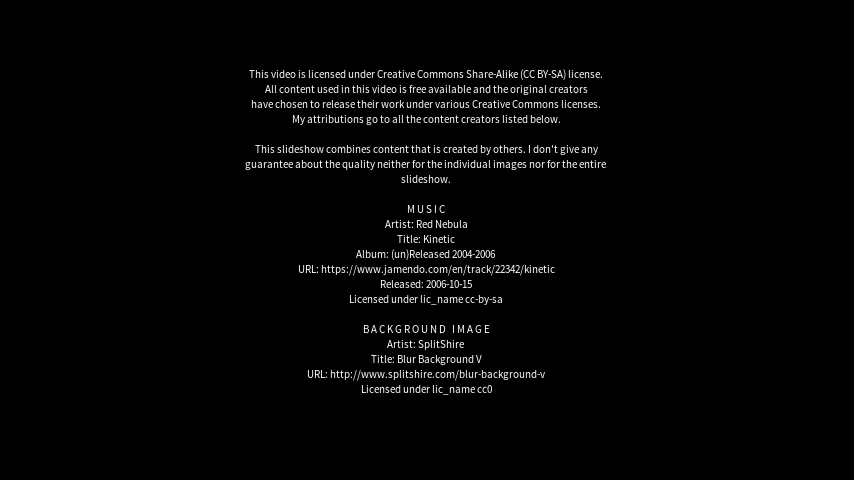 This video is licensed under Creative Commons Share-Alike (CC BY-SA) license.
All content used in this video is free available and the original creators
have chosen to release their work under various Creative Commons licenses.
My attributions go to all the content creators listed below.
This slideshow combines content that is created by others. I don't give any
guarantee about the quality neither for the individual images nor for the entire
slideshow.
MUSIC
Artist: Red Nebula
Title: Kinetic
Album: (un)Released 2004-2006
URL: https://www.jamendo.com/en/track/22342/kinetic
Released: 2006-10-15
Licensed under lic_name cc-by-sa
BACKGROUND IMAGE
Artist: SplitShire
Title: Blur Background V
URL: http://www.splitshire.com/blur-background-v
Licensed under lic_name cc0